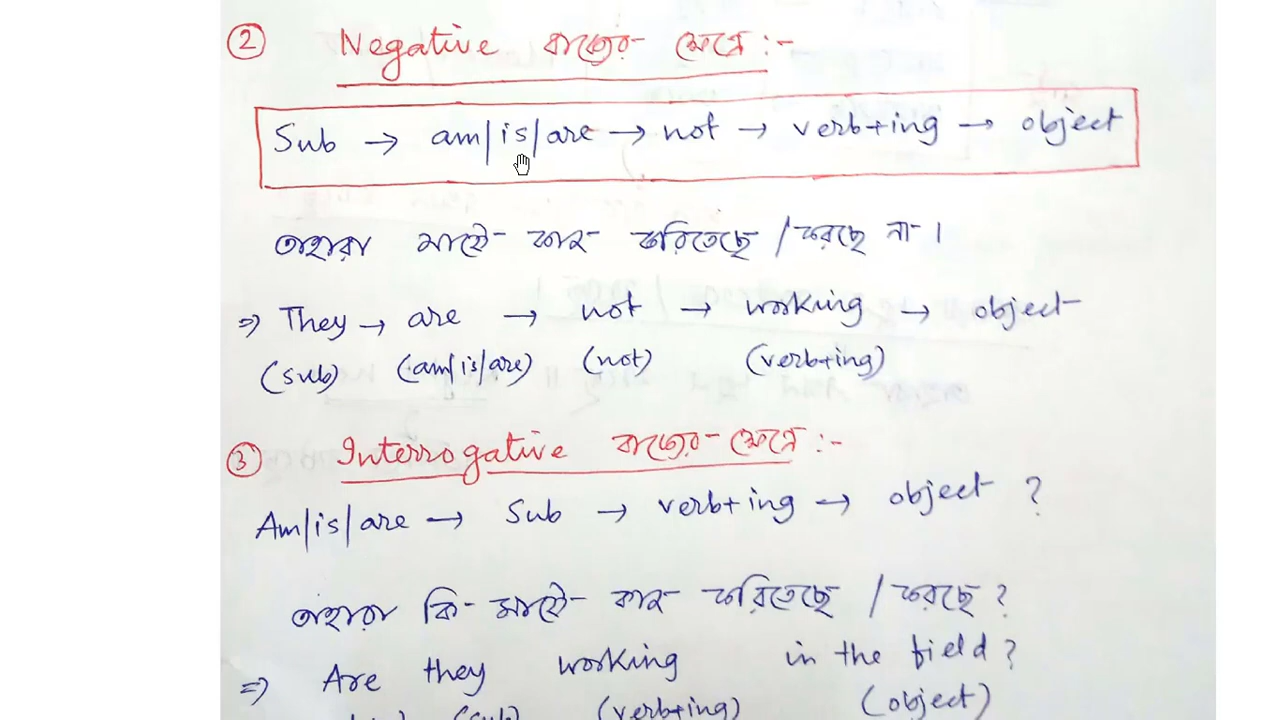 ② Negative বাক্যের ক্ষেত্রে :-
Sub → am/is/are → not → verb+ing → object
তাহারা মাঠে কাজ করিতেছে / করছে না।
⇒ They → are → not → working → object
(sub) (am/is/are) (not) (verb+ing)
③ Interrogative বাক্যের ক্ষেত্রে :-
Am/is/are → Sub → verb+ing → object ?
তাহারা কি মাঠে কাজ করিতেছে / করছে ?
⇒ Are they working in the field ?
(sub) (verb+ing) (object)